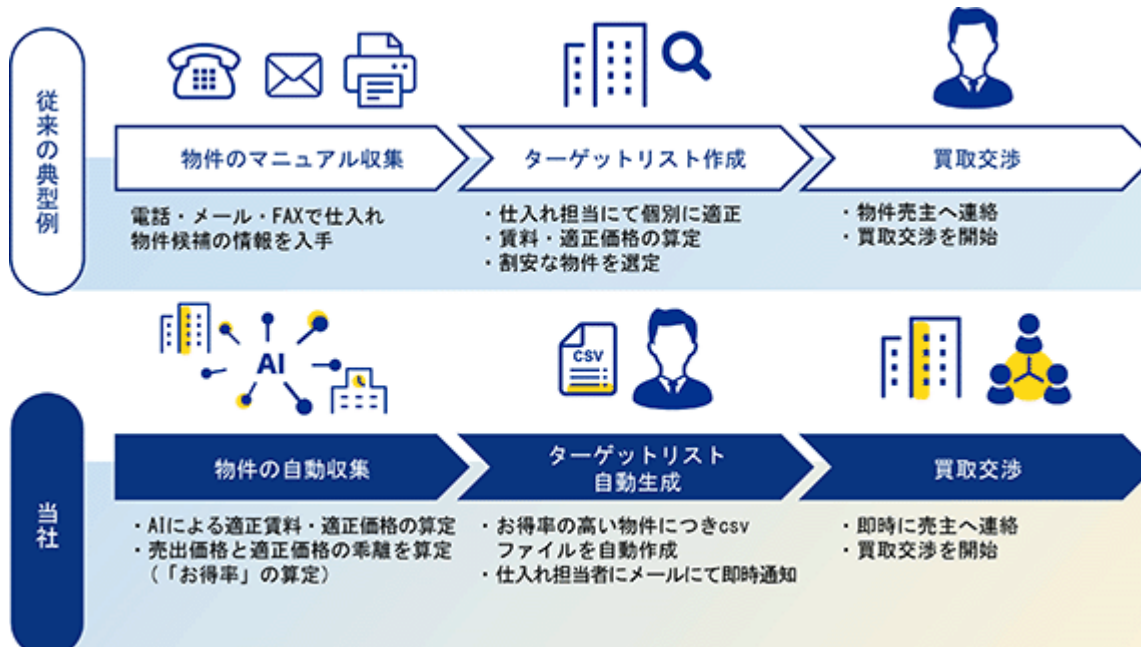 従来の典型例
物件のマニュアル収集
電話・メール・FAXで仕入れ
物件候補の情報を入手
ターゲットリスト作成
・仕入れ担当にて個別に適正
・賃料・適正価格の算定
・割安な物件を選定
買取交渉
・物件売主へ連絡
・買取交渉を開始
当社
AI
物件の自動収集
・AIによる適正賃料・適正価格の算定
・売出価格と適正価格の乖離を算定
（「お得率」の算定）
CSV
ターゲットリスト
自動生成
・お得率の高い物件につきcsv
ファイルを自動作成
・仕入れ担当者にメールにて即時通知
買取交渉
・即時に売主へ連絡
・買取交渉を開始